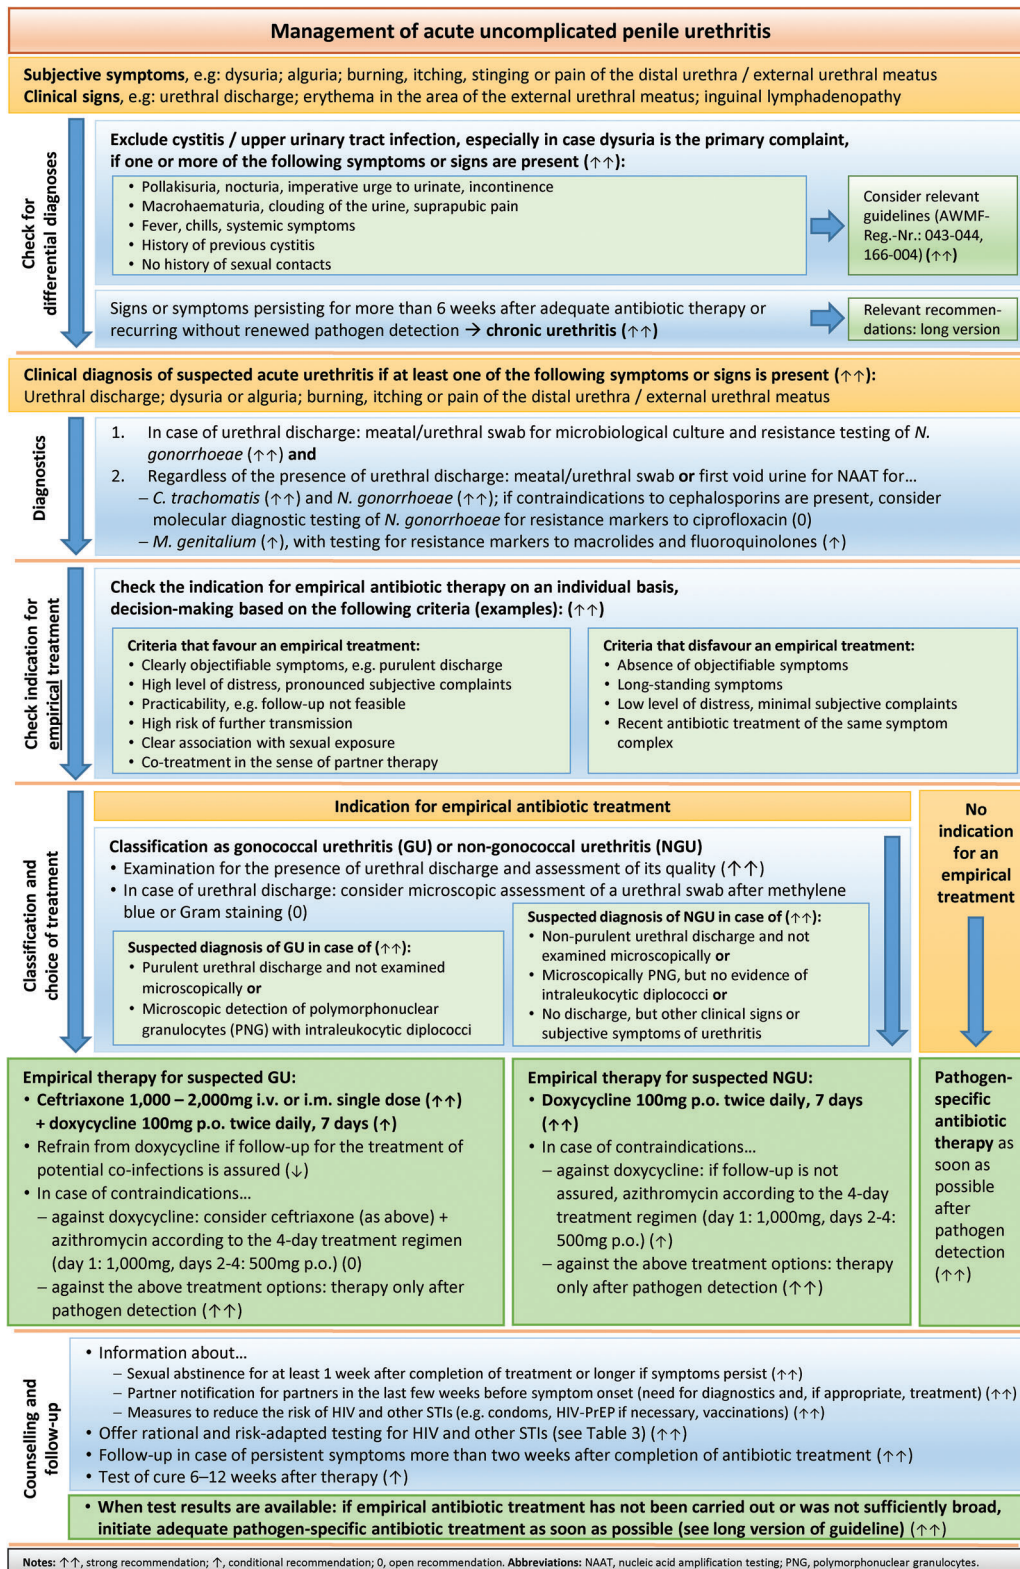 Management of acute uncomplicated penile urethritis
Subjective symptoms, e.g: dysuria; alguria; burning, itching, stinging or pain of the distal urethra / external urethral meatus
Clinical signs, e.g: urethral discharge; erythema in the area of the external urethral meatus; inguinal lymphadenopathy
Check for
differential diagnoses
Exclude cystitis / upper urinary tract infection, especially in case dysuria is the primary complaint,
if one or more of the following symptoms or signs are present (↑↑):
• Pollakisuria, nocturia, imperative urge to urinate, incontinence
• Macrohaematuria, clouding of the urine, suprapubic pain
• Fever, chills, systemic symptoms
• History of previous cystitis
• No history of sexual contacts
Consider relevant
guidelines (AWMF-
Reg.-Nr.: 043-044,
166-004) (↑↑)
Signs or symptoms persisting for more than 6 weeks after adequate antibiotic therapy or
recurring without renewed pathogen detection → chronic urethritis (↑↑)
Relevant recommen-
dations: long version
Clinical diagnosis of suspected acute urethritis if at least one of the following symptoms or signs is present (↑↑):
Urethral discharge; dysuria or alguria; burning, itching or pain of the distal urethra / external urethral meatus
Diagnostics
1. In case of urethral discharge: meatal/urethral swab for microbiological culture and resistance testing of N.
gonorrhoeae (↑↑) and
2. Regardless of the presence of urethral discharge: meatal/urethral swab or first void urine for NAAT for…
– C. trachomatis (↑↑) and N. gonorrhoeae (↑↑); if contraindications to cephalosporins are present, consider
molecular diagnostic testing of N. gonorrhoeae for resistance markers to ciprofloxacin (0)
– M. genitalium (↑), with testing for resistance markers to macrolides and fluoroquinolones (↑)
Check indication for
empirical treatment
Check the indication for empirical antibiotic therapy on an individual basis,
decision-making based on the following criteria (examples): (↑↑)
Criteria that favour an empirical treatment:
• Clearly objectifiable symptoms, e.g. purulent discharge
• High level of distress, pronounced subjective complaints
• Practicability, e.g. follow-up not feasible
• High risk of further transmission
• Clear association with sexual exposure
• Co-treatment in the sense of partner therapy
Criteria that disfavour an empirical treatment:
• Absence of objectifiable symptoms
• Long-standing symptoms
• Low level of distress, minimal subjective complaints
• Recent antibiotic treatment of the same symptom
complex
Classification and
choice of treatment
Indication for empirical antibiotic treatment
Classification as gonococcal urethritis (GU) or non-gonococcal urethritis (NGU)
• Examination for the presence of urethral discharge and assessment of its quality (↑↑)
• In case of urethral discharge: consider microscopic assessment of a urethral swab after methylene
blue or Gram staining (0)
Suspected diagnosis of GU in case of (↑↑):
• Purulent urethral discharge and not examined
microscopically or
• Microscopic detection of polymorphonuclear
granulocytes (PNG) with intraleukocytic diplococci
Suspected diagnosis of NGU in case of (↑↑):
• Non-purulent urethral discharge and not
examined microscopically or
• Microscopically PNG, but no evidence of
intraleukocytic diplococci or
• No discharge, but other clinical signs or
subjective symptoms of urethritis
No
indication
for an
empirical
treatment
Empirical therapy for suspected GU:
• Ceftriaxone 1,000 – 2,000mg i.v. or i.m. single dose (↑↑)
+ doxycycline 100mg p.o. twice daily, 7 days (↑)
• Refrain from doxycycline if follow-up for the treatment of
potential co-infections is assured (↓)
• In case of contraindications…
– against doxycycline: consider ceftriaxone (as above) +
azithromycin according to the 4-day treatment regimen
(day 1: 1,000mg, days 2-4: 500mg p.o.) (0)
– against the above treatment options: therapy only after
pathogen detection (↑↑)
Empirical therapy for suspected NGU:
• Doxycycline 100mg p.o. twice daily, 7 days
(↑↑)
• In case of contraindications…
– against doxycycline: if follow-up is not
assured, azithromycin according to the 4-day
treatment regimen (day 1: 1,000mg, days 2-4:
500mg p.o.) (↑)
– against the above treatment options: therapy
only after pathogen detection (↑↑)
Pathogen-
specific
antibiotic
therapy as
soon as
possible
after
pathogen
detection
(↑↑)
Counselling and
follow-up
• Information about…
– Sexual abstinence for at least 1 week after completion of treatment or longer if symptoms persist (↑↑)
– Partner notification for partners in the last few weeks before symptom onset (need for diagnostics and, if appropriate, treatment) (↑↑)
– Measures to reduce the risk of HIV and other STIs (e.g. condoms, HIV-PrEP if necessary, vaccinations) (↑↑)
• Offer rational and risk-adapted testing for HIV and other STIs (see Table 3) (↑↑)
• Follow-up in case of persistent symptoms more than two weeks after completion of antibiotic treatment (↑↑)
• Test of cure 6–12 weeks after therapy (↑)
• When test results are available: if empirical antibiotic treatment has not been carried out or was not sufficiently broad,
initiate adequate pathogen-specific antibiotic treatment as soon as possible (see long version of guideline) (↑↑)
Notes: ↑↑, strong recommendation; ↑, conditional recommendation; 0, open recommendation. Abbreviations: NAAT, nucleic acid amplification testing; PNG, polymorphonuclear granulocytes.